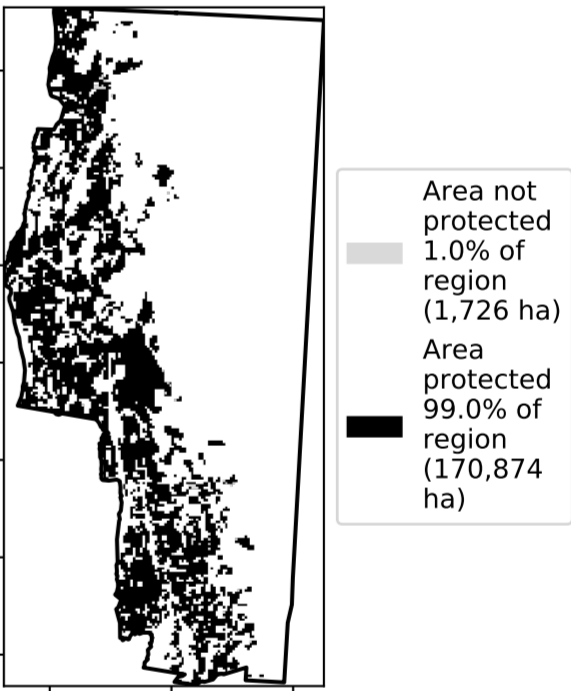 Area not
protected
1.0% of
region
(1,726 ha)
Area
protected
99.0% of
region
(170,874
ha)